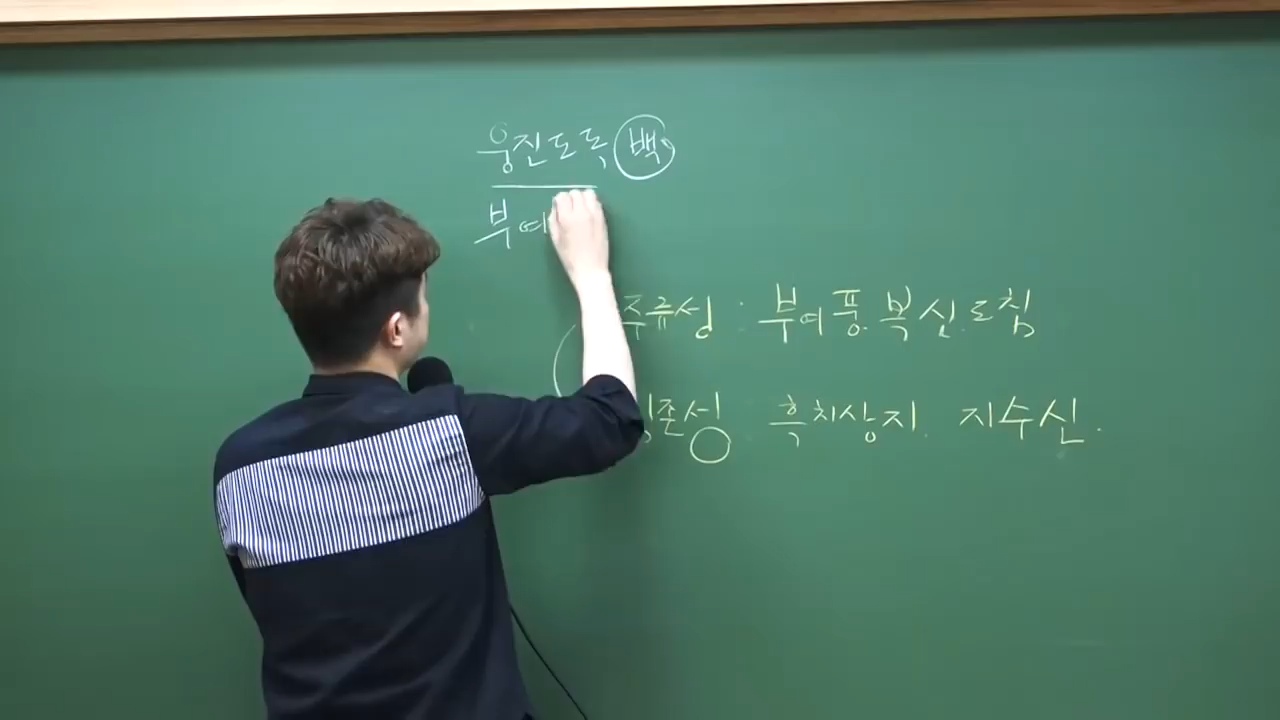 웅진도독 백
부여
주류성 : 부여풍. 복신. 도침
존성 흑치상지. 지수신.